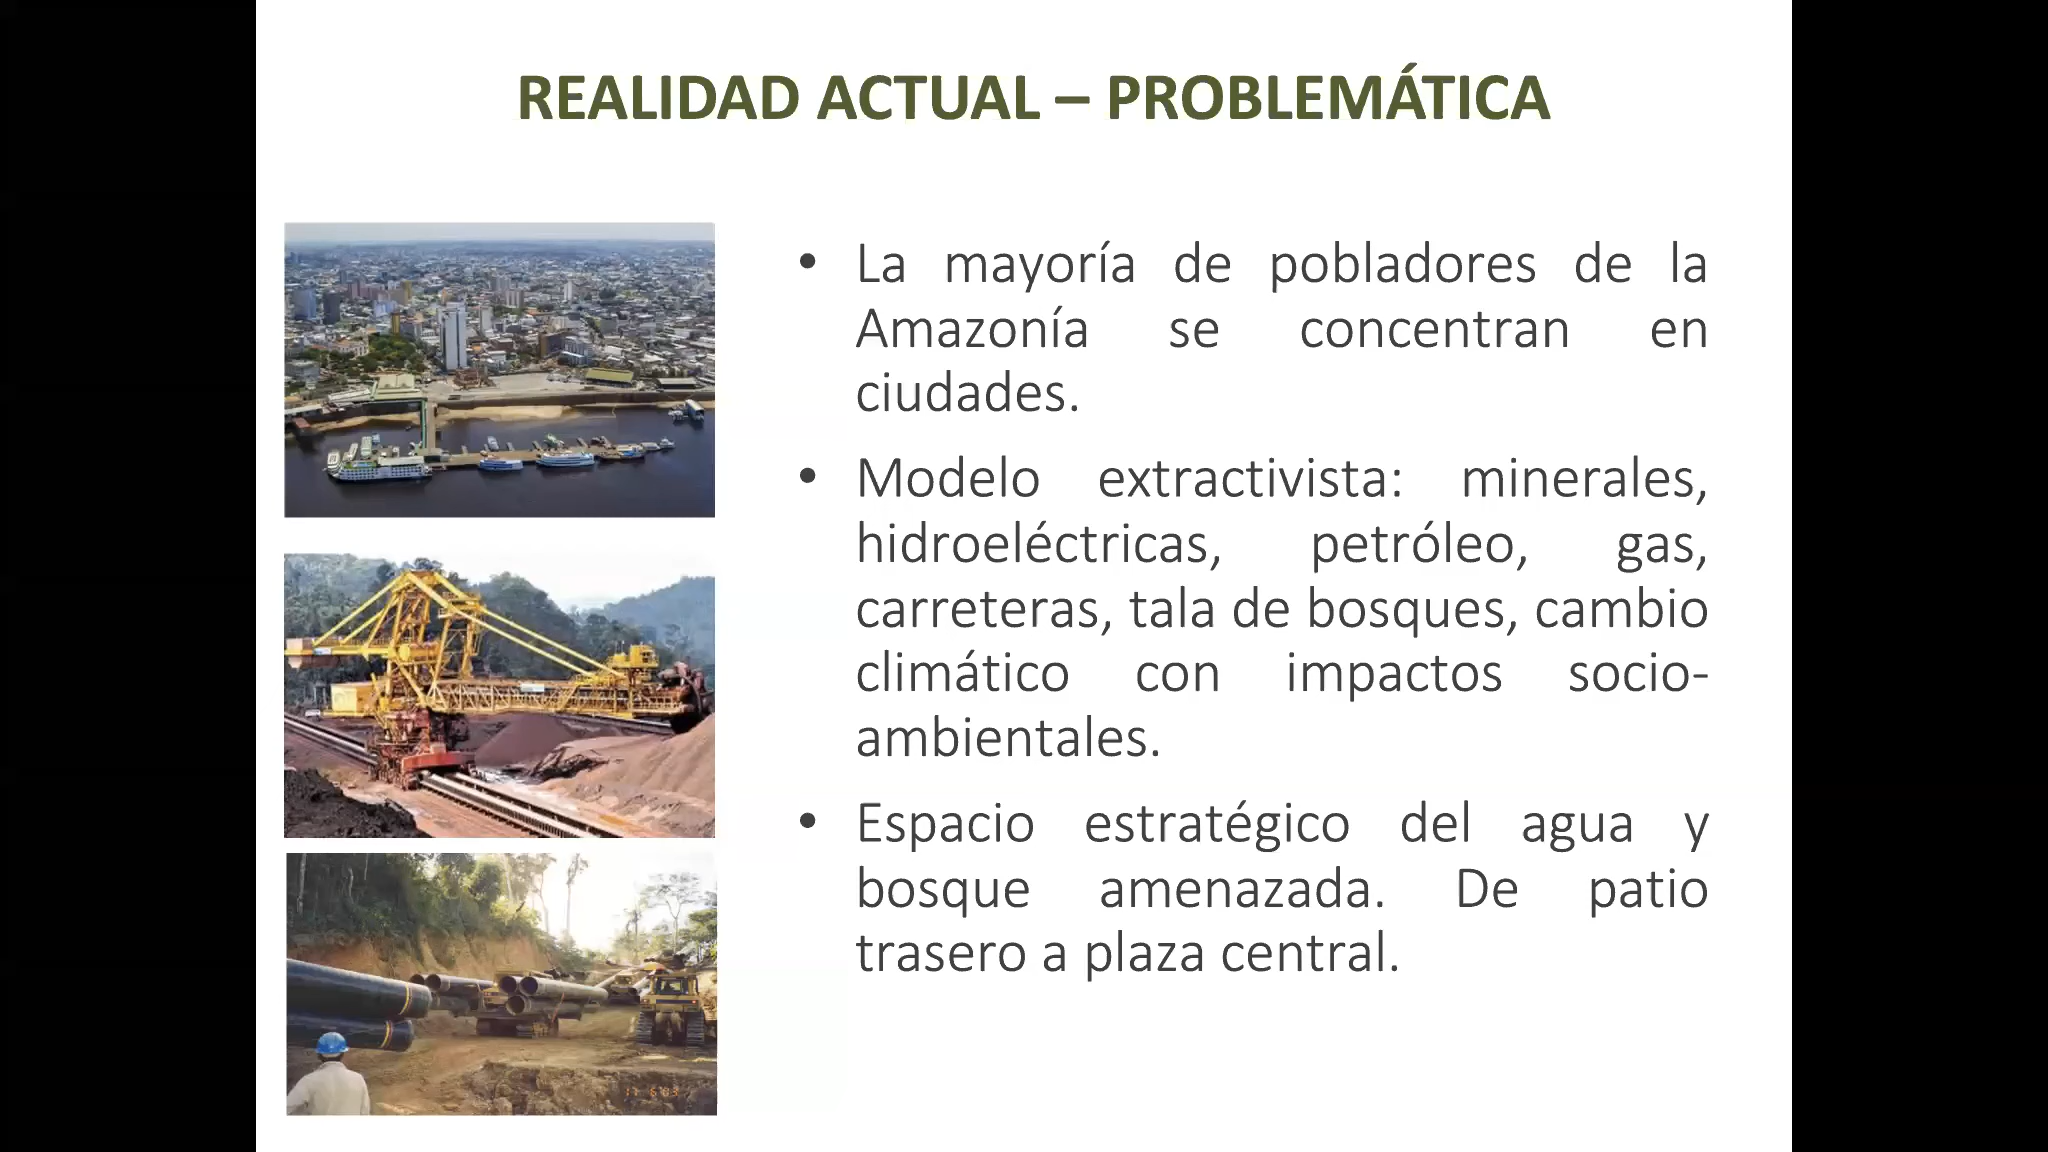 REALIDAD ACTUAL – PROBLEMÁTICA
• La mayoría de pobladores de la
Amazonía se concentran en
ciudades.
• Modelo extractivista: minerales,
hidroeléctricas, petróleo, gas,
carreteras, tala de bosques, cambio
climático con impactos socio-
ambientales.
• Espacio estratégico del agua y
bosque amenazada. De patio
trasero a plaza central.